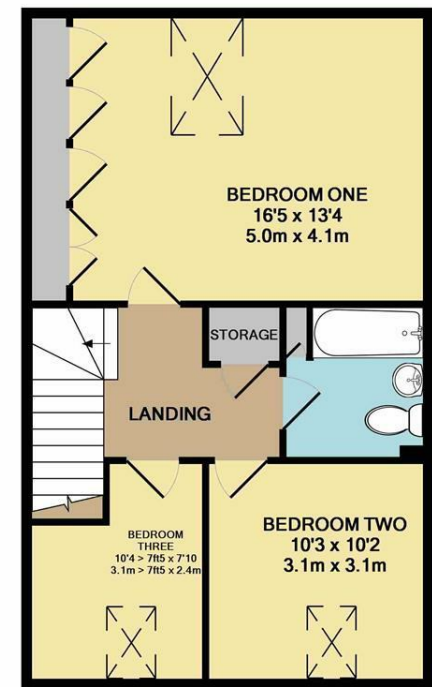 BEDROOM ONE
16'5 x 13'4
5.0m x 4.1m
STORAGE
LANDING
BEDROOM
THREE
10'4 > 7ft5 x 7'10
3.1m > 7ft5 x 2.4m
BEDROOM TWO
10'3 x 10'2
3.1m x 3.1m